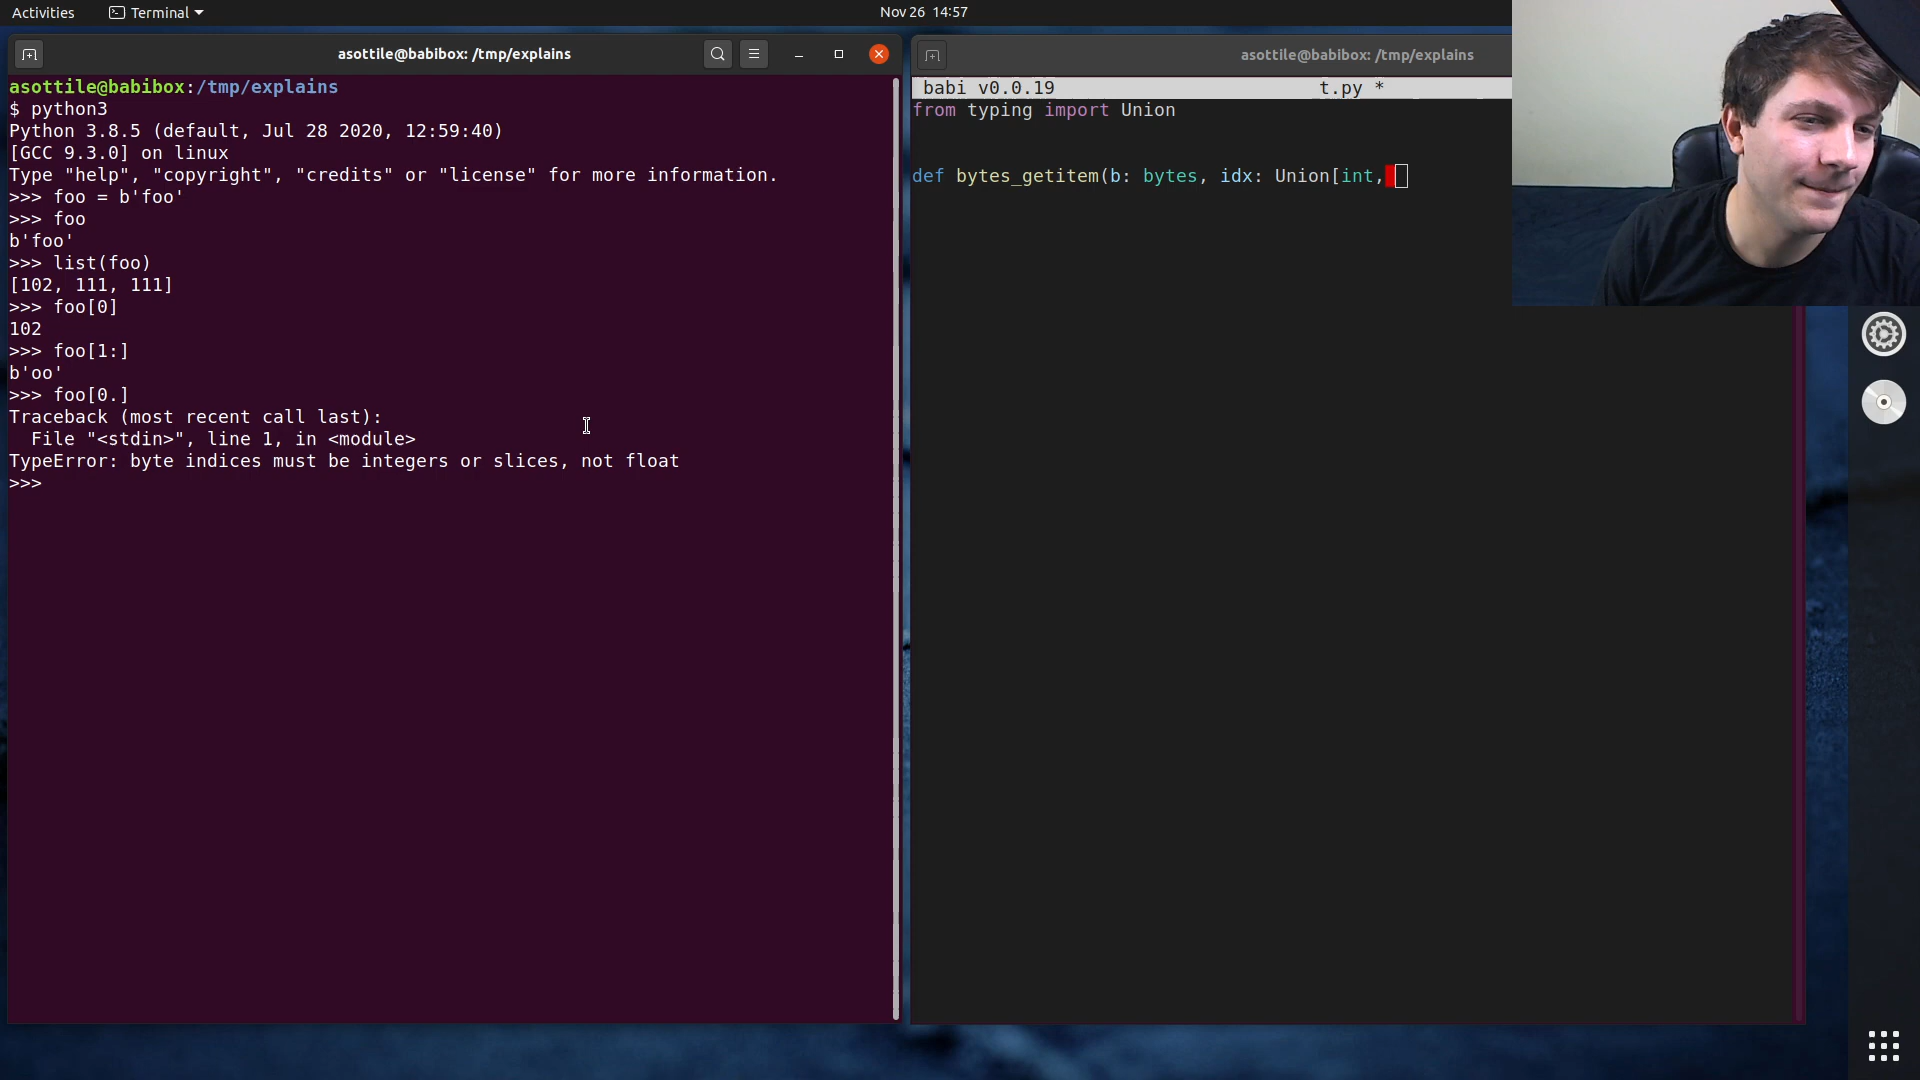 Activities
Terminal
Nov 26 14:57
asottile@babibox: /tmp/explains
asottile@babibox:/tmp/explains
$ python3
Python 3.8.5 (default, Jul 28 2020, 12:59:40)
[GCC 9.3.0] on linux
Type "help", "copyright", "credits" or "license" for more information.
>>> foo = b'foo'
>>> foo
b'foo'
>>> list(foo)
[102, 111, 111]
>>> foo[0]
102
>>> foo[1:]
b'oo'
>>> foo[0.]
Traceback (most recent call last):
  File "<stdin>", line 1, in <module>
TypeError: byte indices must be integers or slices, not float
>>>
asottile@babibox: /tmp/explains
babi v0.0.19 t.py *
from typing import Union
def bytes_getitem(b: bytes, idx: Union[int,